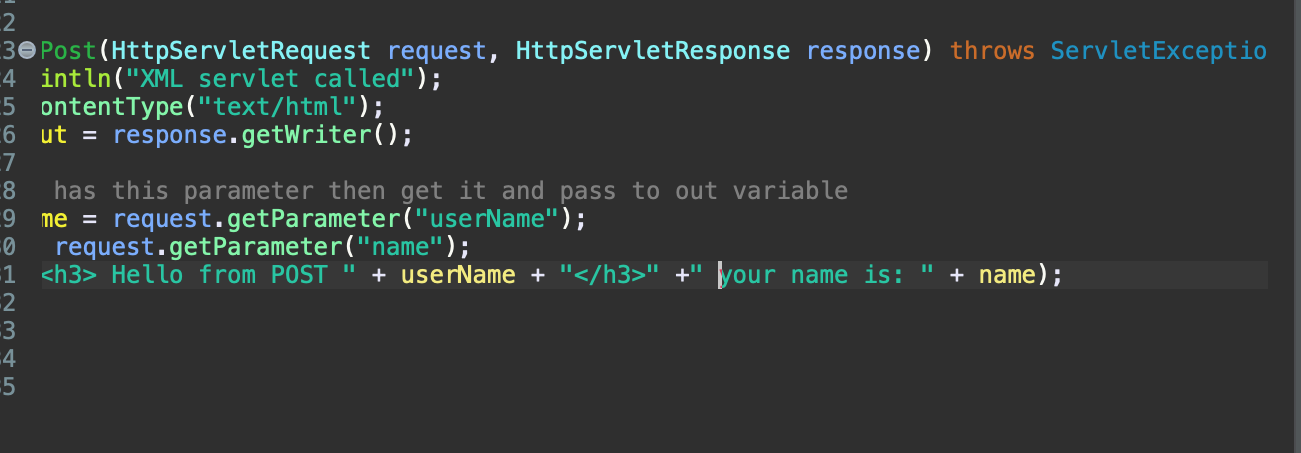 2
3 Post(HttpServletRequest request, HttpServletResponse response) throws ServletExceptio
4 intln("XML servlet called");
5 ontentType("text/html");
6 ut = response.getWriter();
7
8 has this parameter then get it and pass to out variable
9 me = request.getParameter("userName");
0 request.getParameter("name");
1 <h3> Hello from POST " + userName + "</h3>" +" your name is: " + name);
2
3
4
5